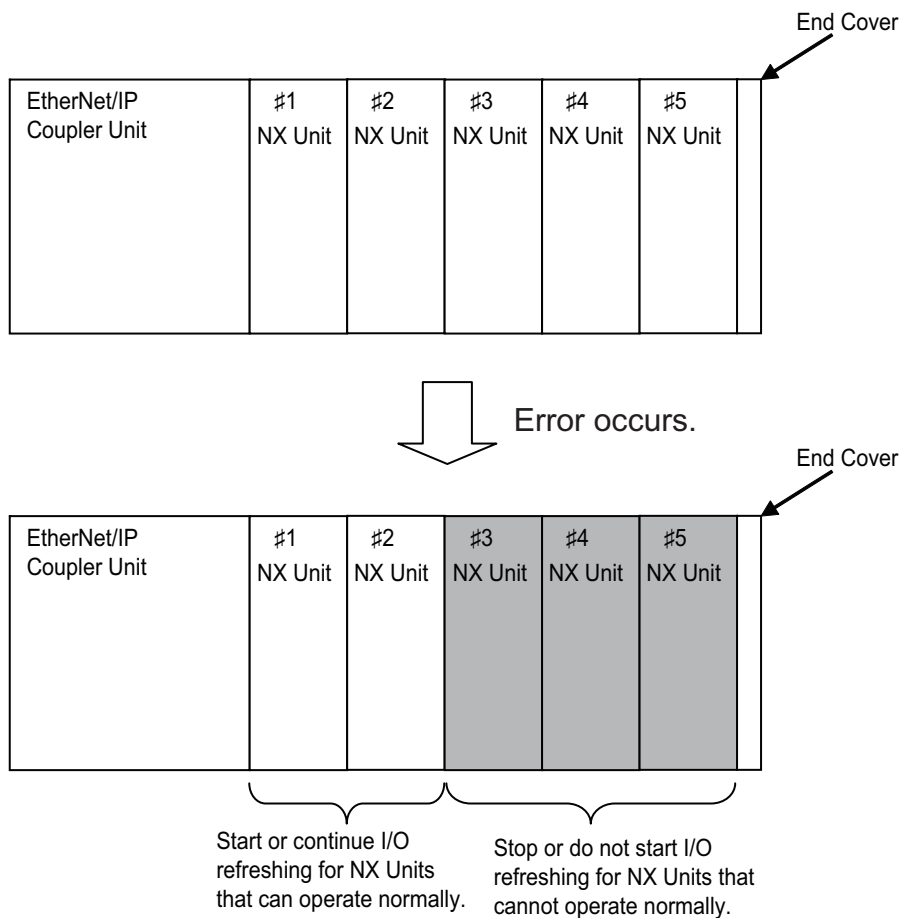 End Cover
EtherNet/IP
Coupler Unit
♯1
NX Unit
♯2
NX Unit
♯3
NX Unit
♯4
NX Unit
♯5
NX Unit
Error occurs.
End Cover
EtherNet/IP
Coupler Unit
♯1
NX Unit
♯2
NX Unit
♯3
NX Unit
♯4
NX Unit
♯5
NX Unit
Start or continue I/O
refreshing for NX Units
that can operate normally.
Stop or do not start I/O
refreshing for NX Units that
cannot operate normally.